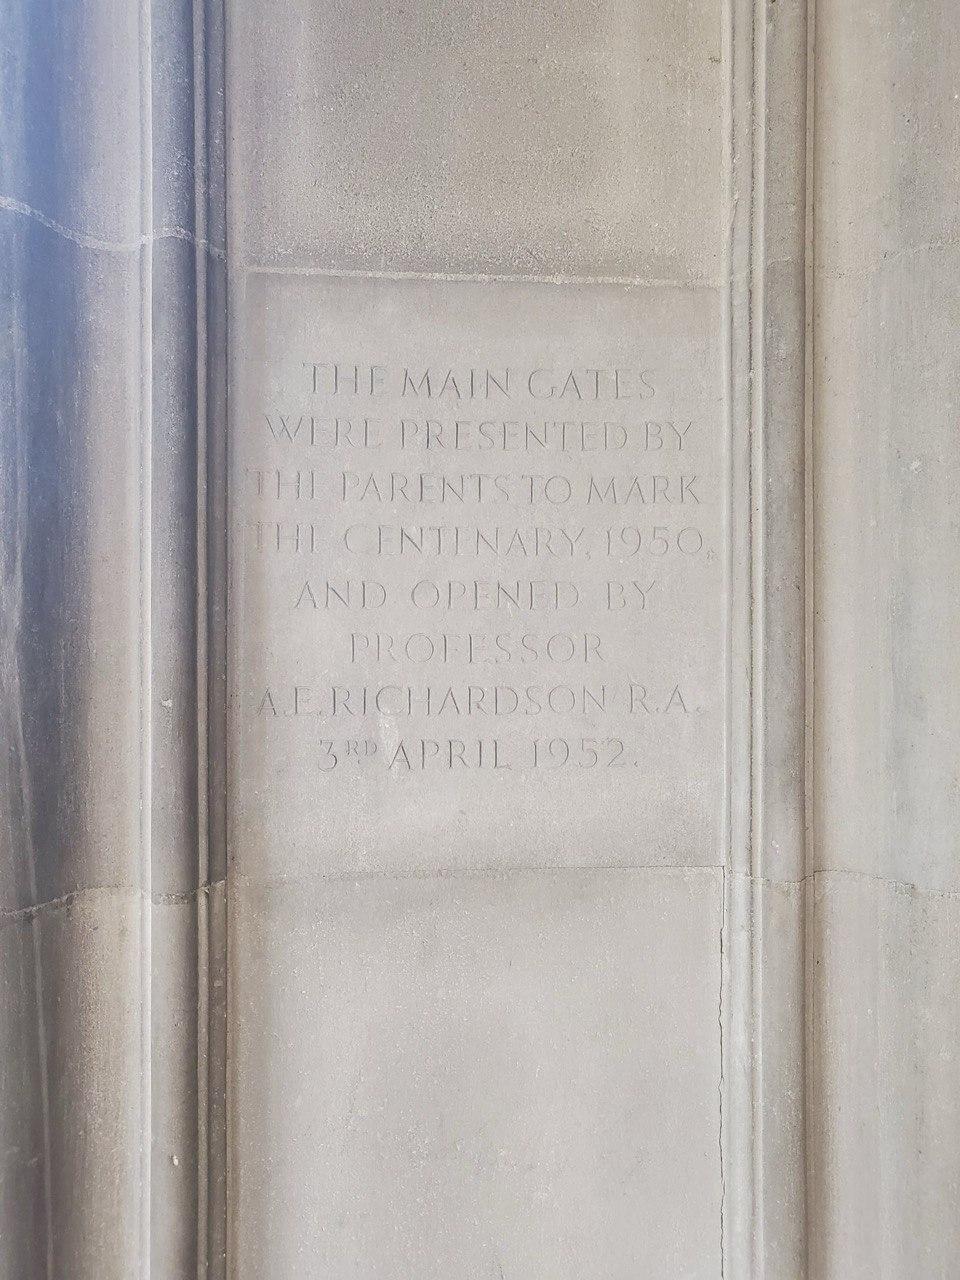 THE MAIN GATES
WERE PRESENTED BY
THE PARENTS TO MARK
THE CENTENARY, 1950,
AND OPENED BY
PROFESSOR
A.E. RICHARDSON R.A.
3RD APRIL 1952.